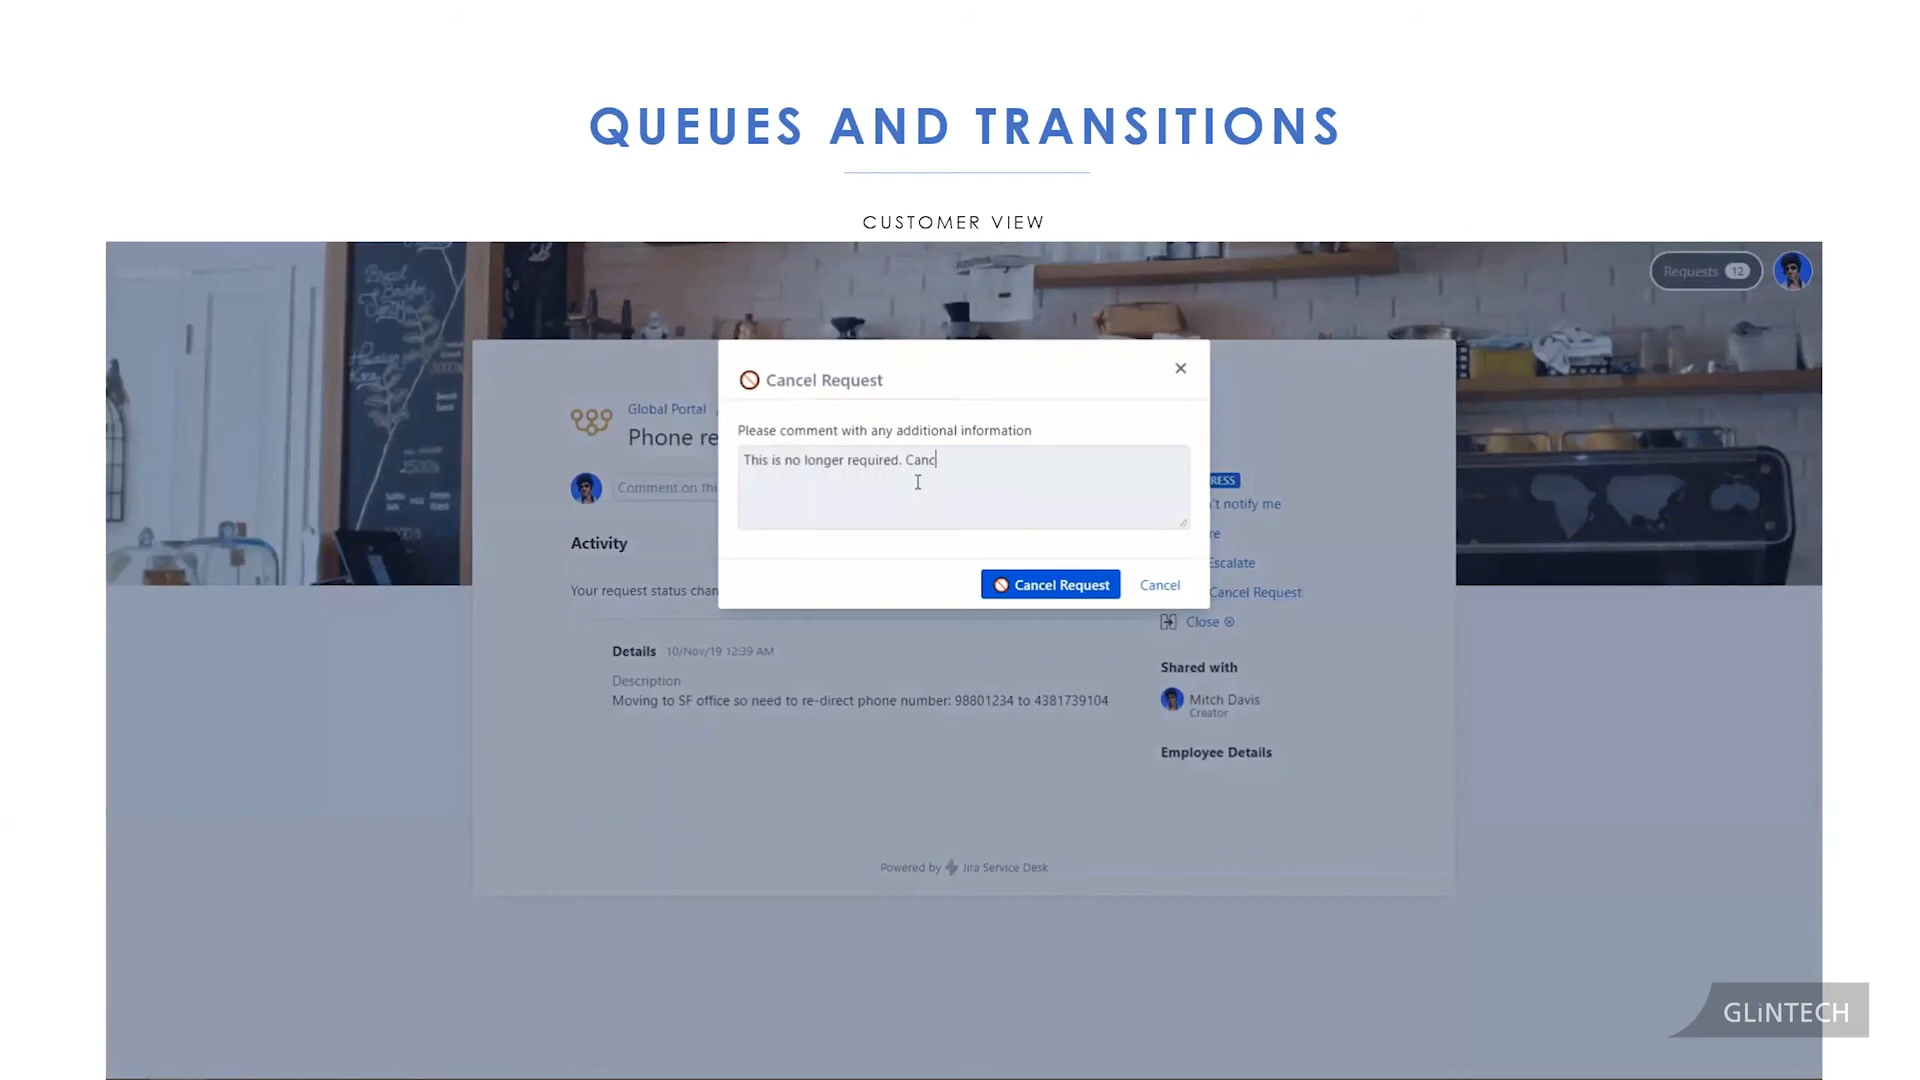 QUEUES AND TRANSITIONS
CUSTOMER VIEW
Requests 12
Cancel Request
Please comment with any additional information
This is no longer required. Canc
Cancel Request
Cancel
Global Portal
Phone re
Comment on thi
Activity
Your request status chan
Details 10/Nov/19 12:39 AM
Description
Moving to SF office so need to re-direct phone number: 98801234 to 4381739104
RESS
't notify me
re
Escalate
Cancel Request
Close
Shared with
Mitch Davis
Creator
Employee Details
Powered by Jira Service Desk
GLiNTECH